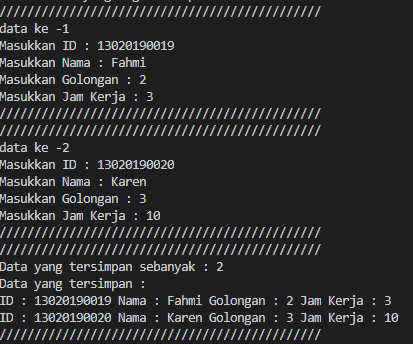 //////////////////////////////////////////////
data ke -1
Masukkan ID : 13020190019
Masukkan Nama : Fahmi
Masukkan Golongan : 2
Masukkan Jam Kerja : 3
//////////////////////////////////////////////
//////////////////////////////////////////////
data ke -2
Masukkan ID : 13020190020
Masukkan Nama : Karen
Masukkan Golongan : 3
Masukkan Jam Kerja : 10
//////////////////////////////////////////////
//////////////////////////////////////////////
Data yang tersimpan sebanyak : 2
Data yang tersimpan :
ID : 13020190019 Nama : Fahmi Golongan : 2 Jam Kerja : 3
ID : 13020190020 Nama : Karen Golongan : 3 Jam Kerja : 10
//////////////////////////////////////////////